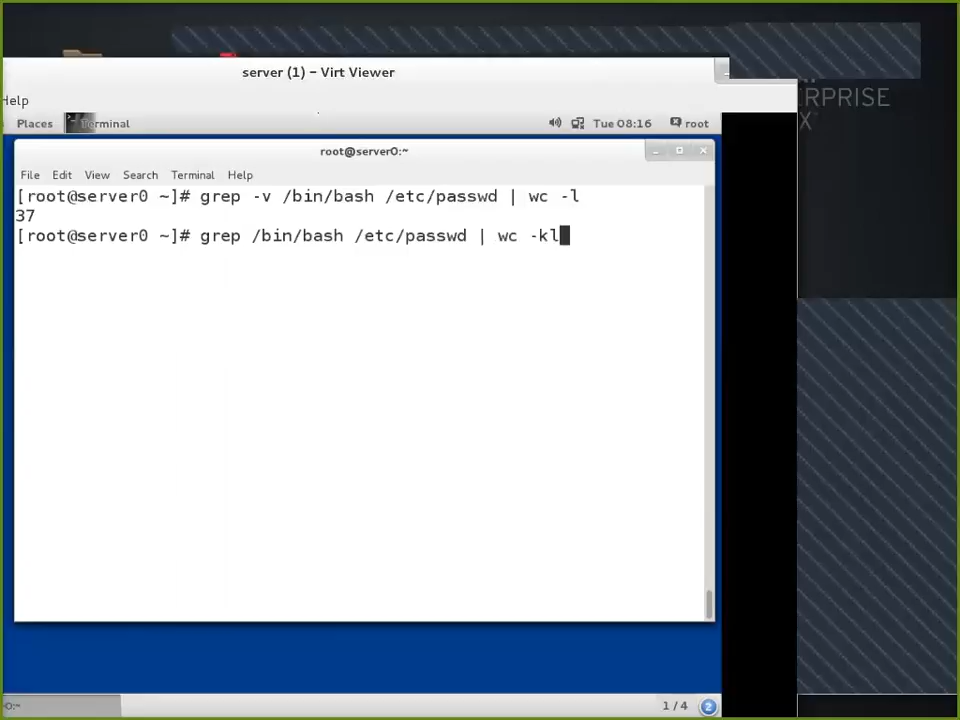 server (1) – Virt Viewer
Help
ERPRISE
X
Places Terminal Tue 08:16 root
root@server0:~
File Edit View Search Terminal Help
[root@server0 ~]# grep -v /bin/bash /etc/passwd | wc -l
37
[root@server0 ~]# grep /bin/bash /etc/passwd | wc -kl
0:~ 1 / 4 2